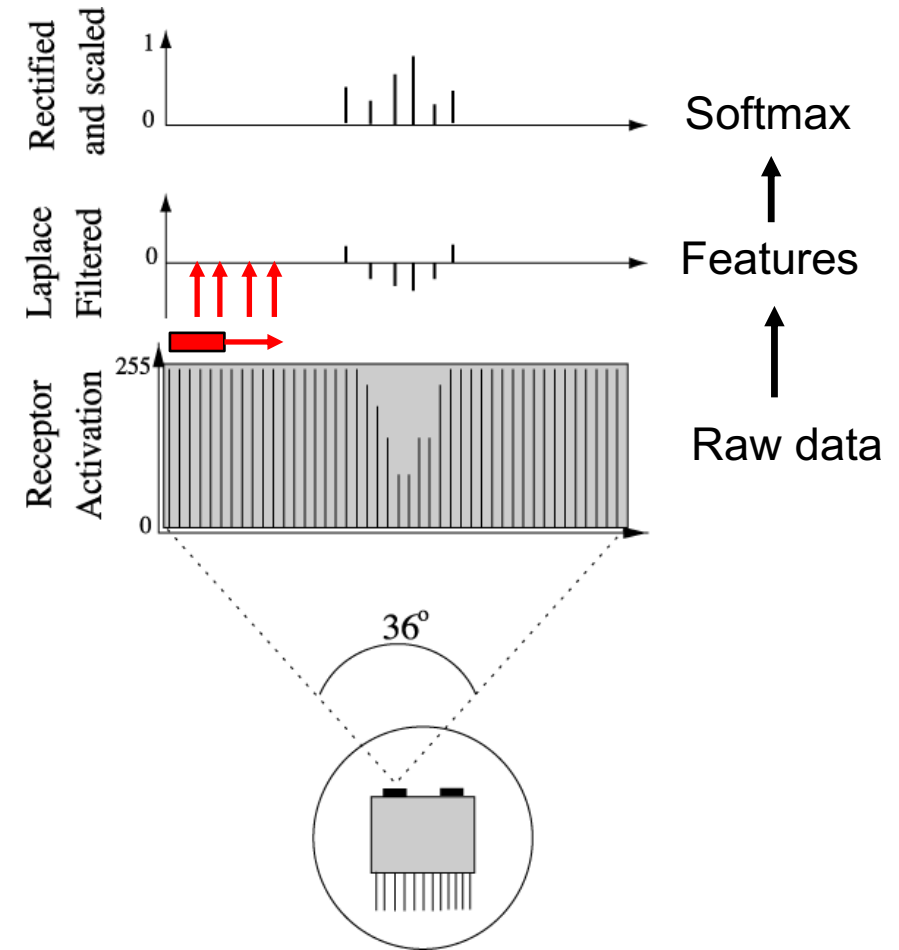 Rectified
and scaled
1
0
Softmax
Laplace
Filtered
0
Features
Receptor
Activation
255
0
Raw data
36°